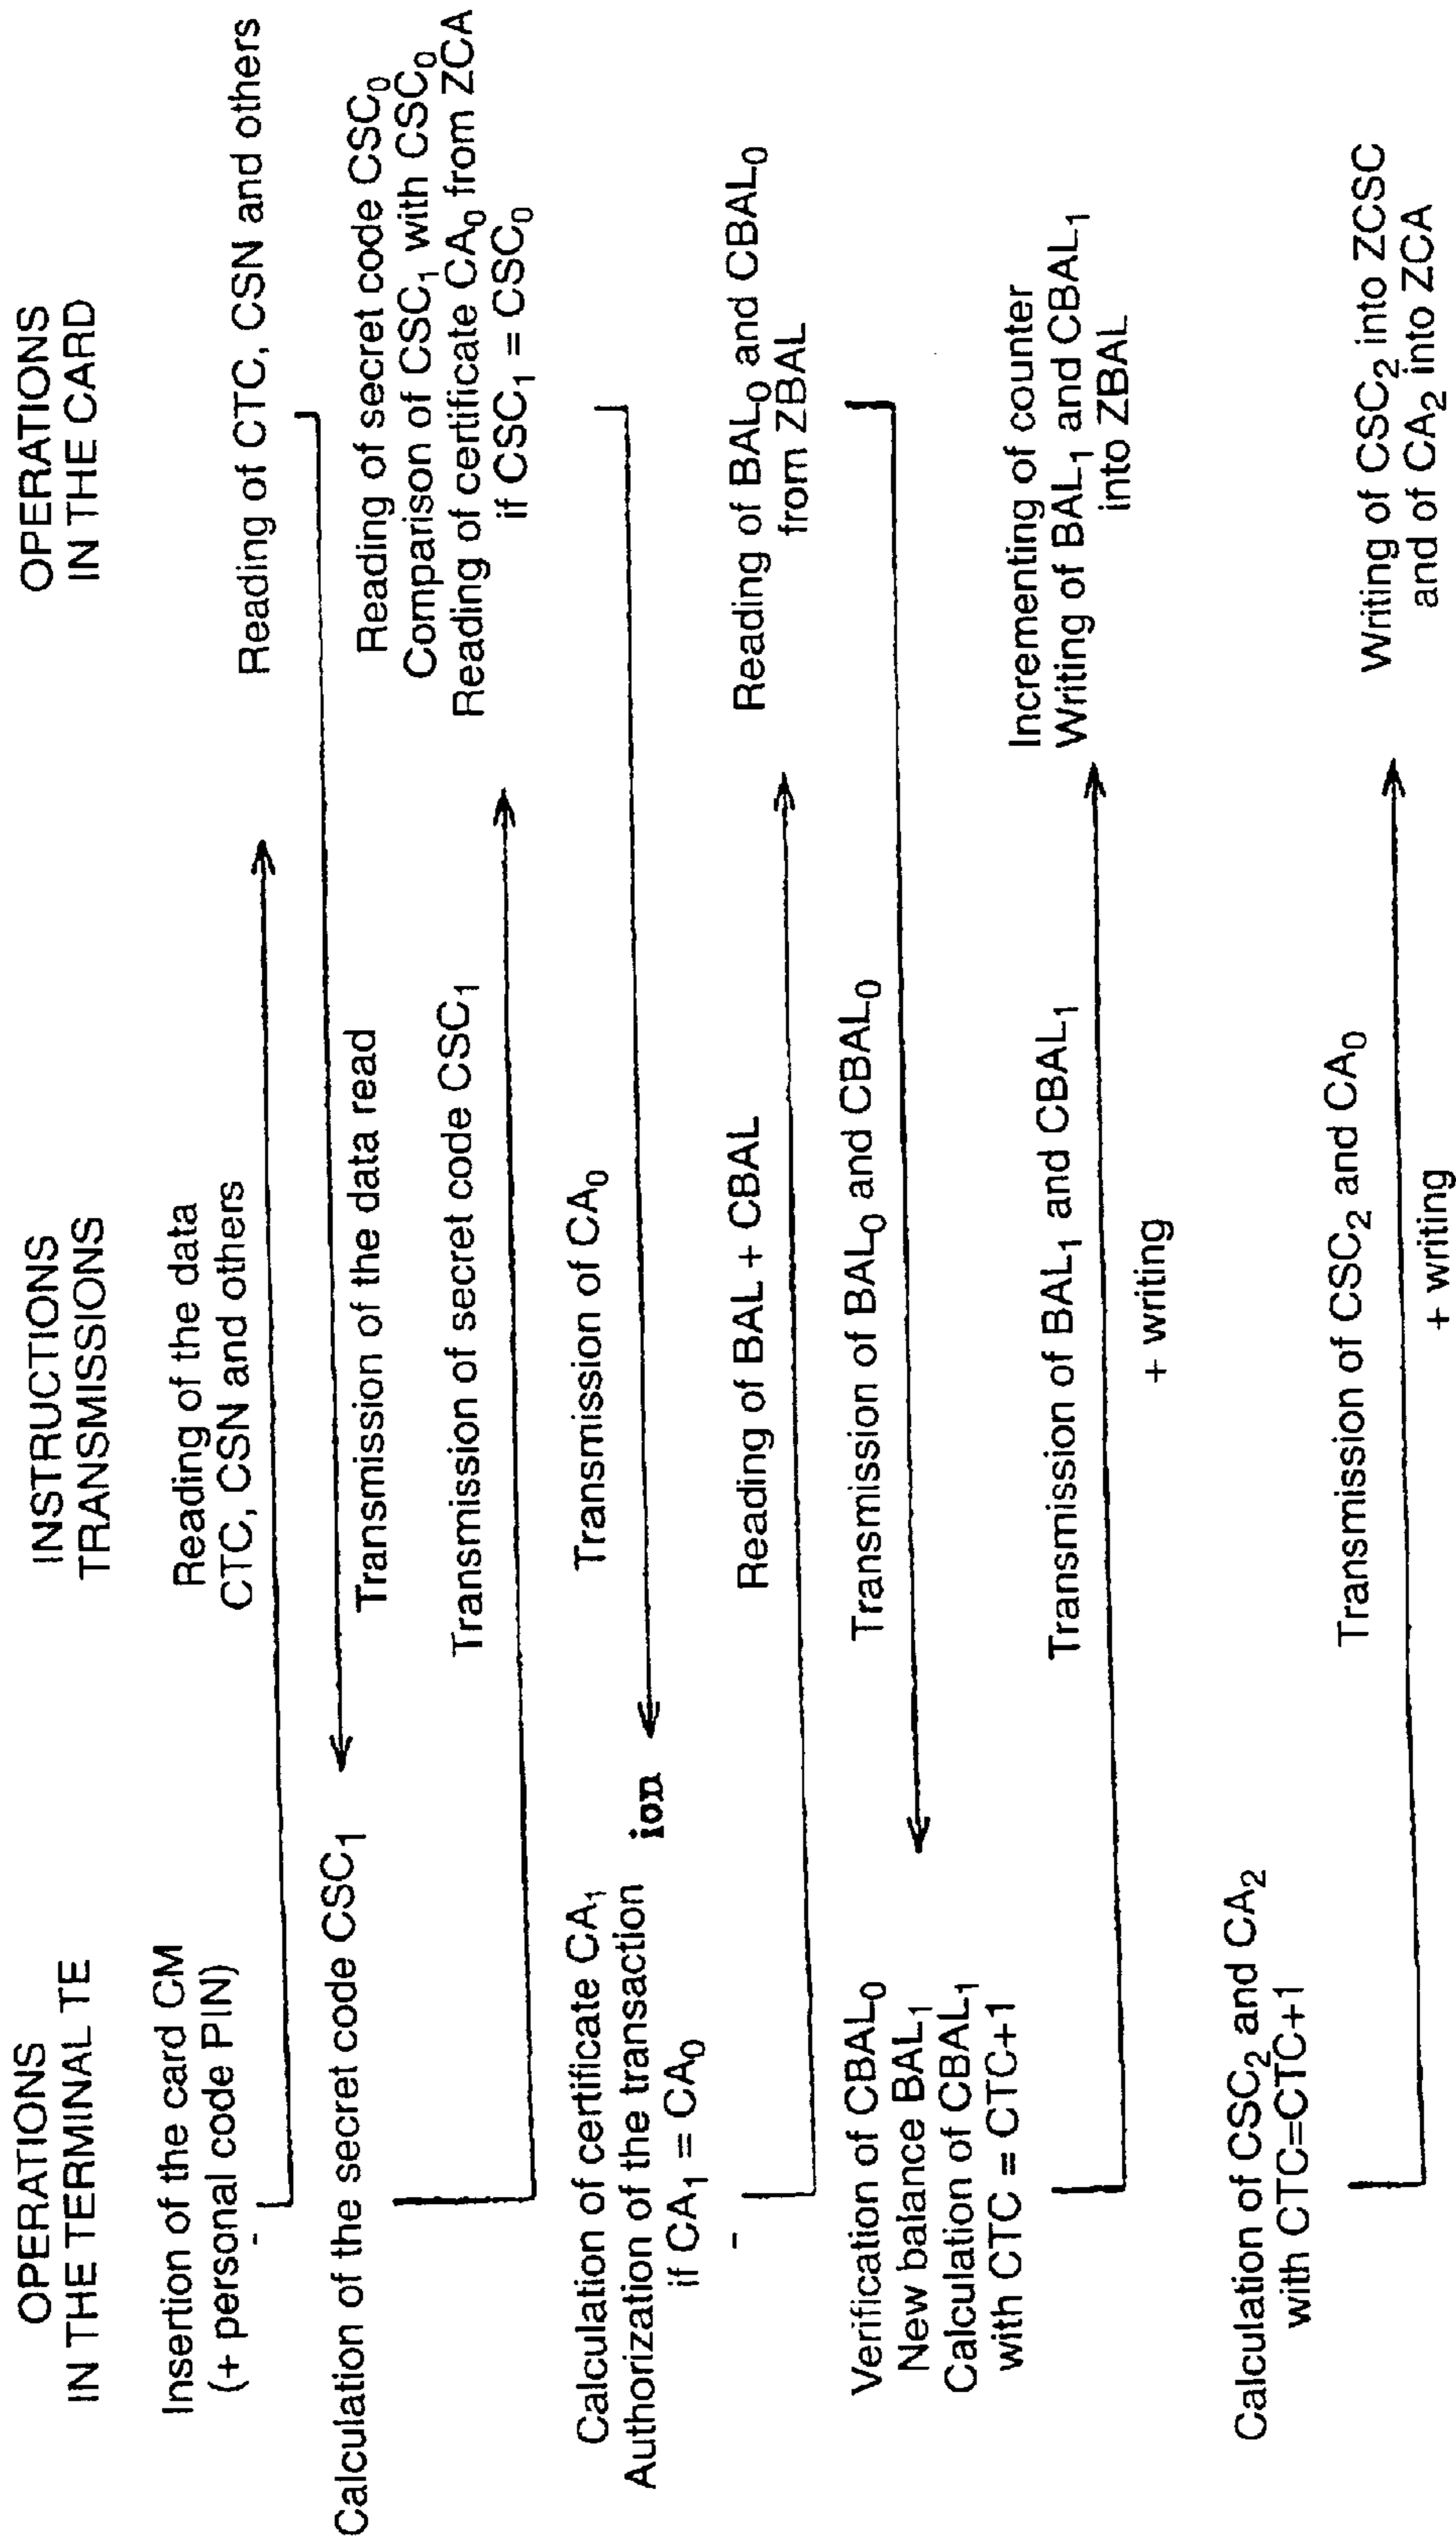 OPERATIONS
IN THE TERMINAL TE
INSTRUCTIONS
TRANSMISSIONS
OPERATIONS
IN THE CARD
Insertion of the card CM
(+ personal code PIN)
Reading of the data
CTC, CSN and others
Reading of CTC, CSN and others
Calculation of the secret code CSC₁
Transmission of the data read
Transmission of secret code CSC₁
Reading of secret code CSC₀
Comparison of CSC₁ with CSC₀
Reading of certificate CA₀ from ZCA
if CSC₁ = CSC₀
Calculation of certificate CA₁
Authorization of the transaction
if CA₁ = CA₀
ion
Transmission of CA₀
Reading of BAL + CBAL
Reading of BAL₀ and CBAL₀
from ZBAL
Transmission of BAL₀ and CBAL₀
Verification of CBAL₀
New balance BAL₁
Calculation of CBAL₁
with CTC = CTC+1
Transmission of BAL₁ and CBAL₁
+ writing
Incrementing of counter
Writing of BAL₁ and CBAL₁
into ZBAL
Calculation of CSC₂ and CA₂
with CTC=CTC+1
Transmission of CSC₂ and CA₀
+ writing
Writing of CSC₂ into ZCSC
and of CA₂ into ZCA